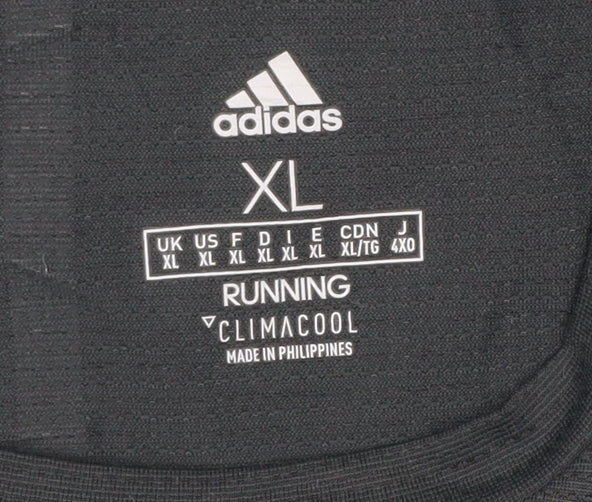 adidas
XL
UK US F D I E CDN J
XL XL XL XL XL XL XL/TG 4XO
RUNNING
CLIMACOOL
MADE IN PHILIPPINES